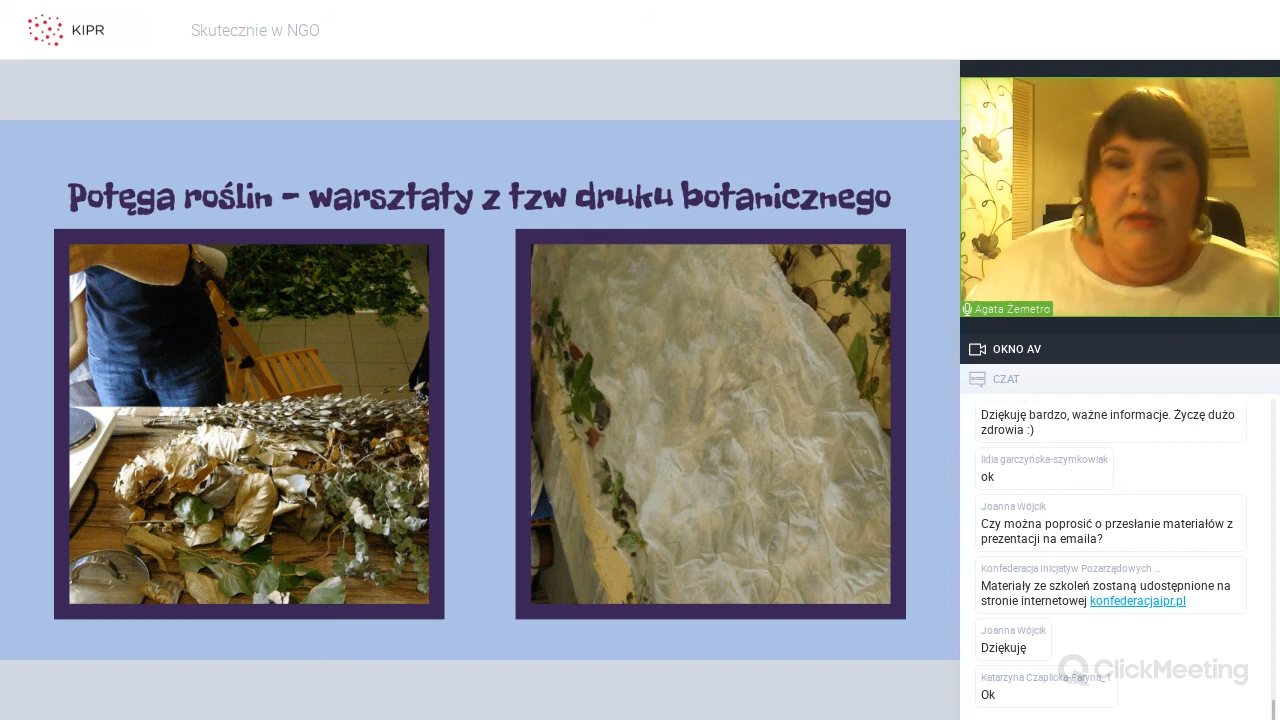 KIPR
Skutecznie w NGO
Potęga roślin - warsztaty z tzw druku botanicznego
Agata Żemetro
OKNO AV
CZAT
Dziękuję bardzo, ważne informacje. Życzę dużo
zdrowia :)
lidia garczyńska-szymkowiak
ok
Joanna Wójcik
Czy można poprosić o przesłanie materiałów z
prezentacji na emaila?
Konfederacja Inicjatyw Pozarządowych ...
Materiały ze szkoleń zostaną udostępnione na
stronie internetowej konfederacjaipr.pl
Joanna Wójcik
Dziękuję
ClickMeeting
Katarzyna Czaplicka-Faryna_1
Ok